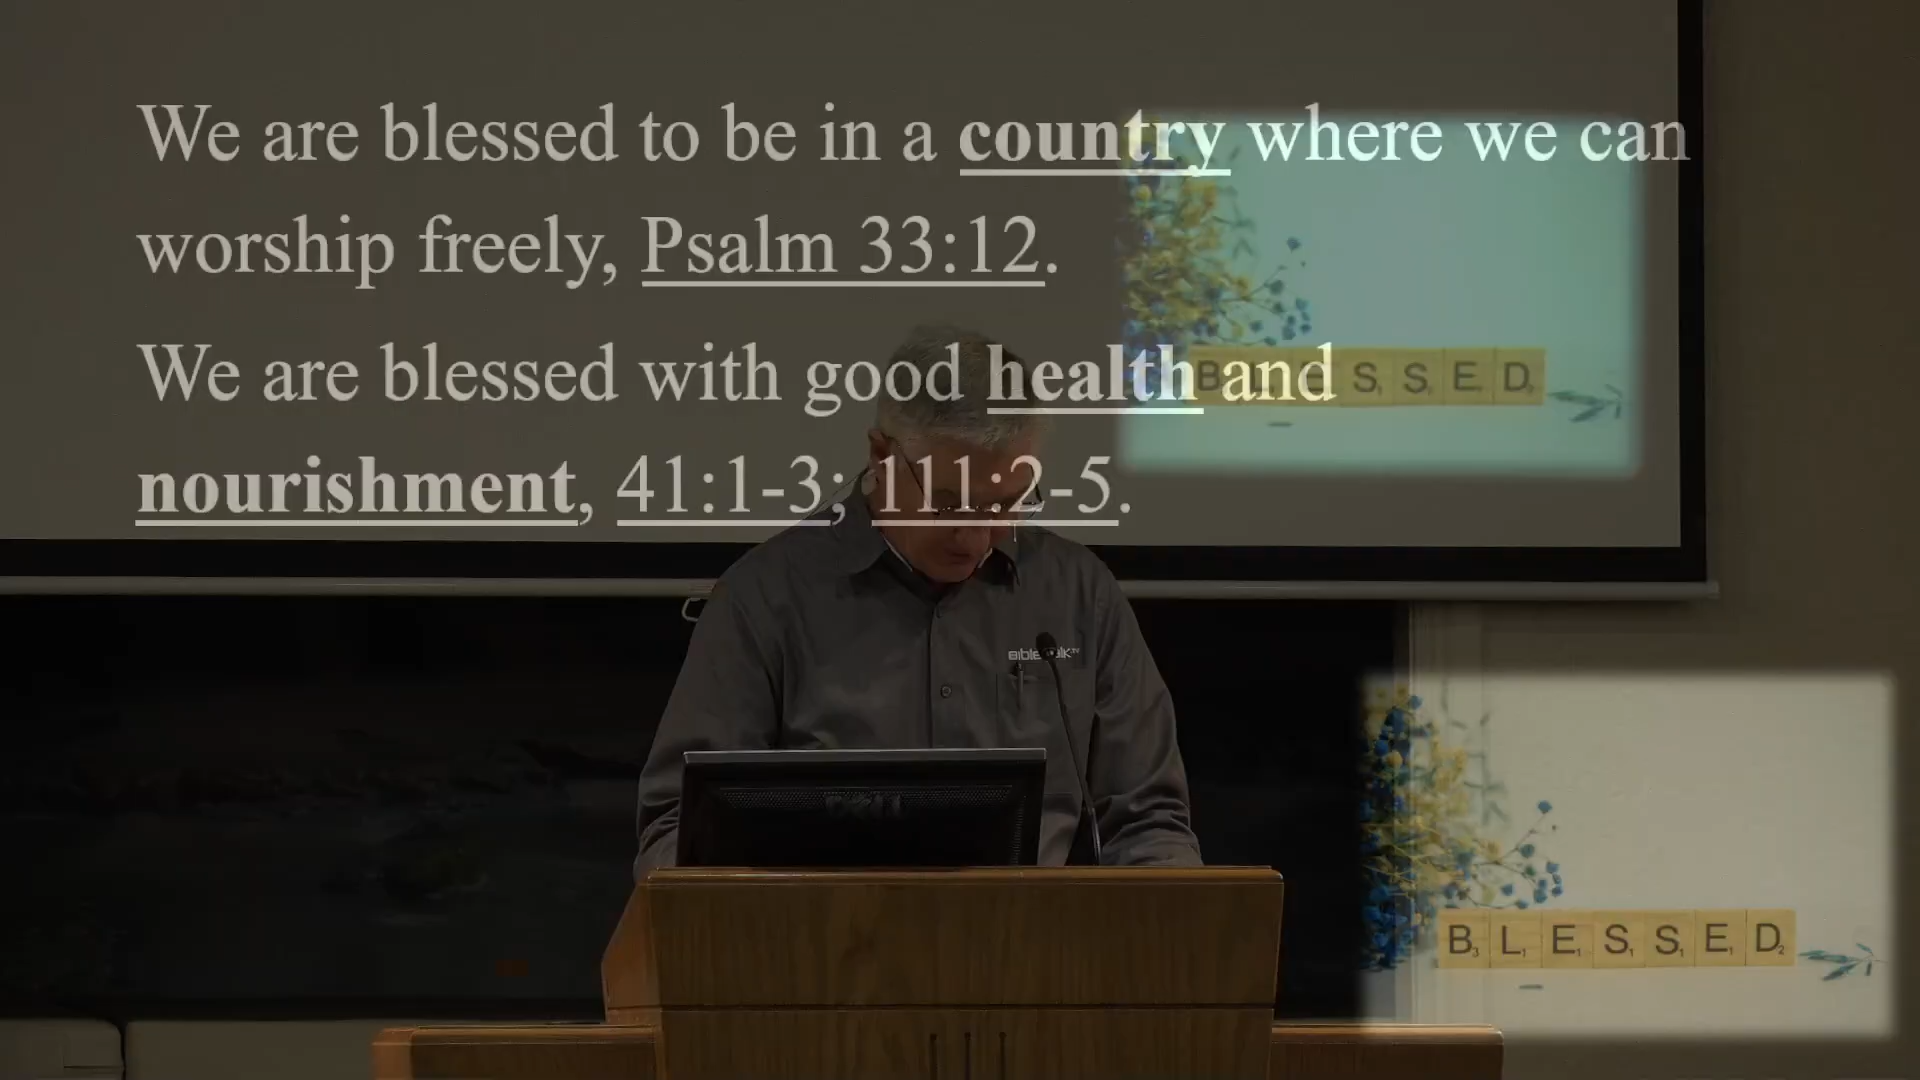 We are blessed to be in a country where we can
worship freely, Psalm 33:12.
We are blessed with good health and
nourishment, 41:1-3; 111:2-5.
BLESSED
BLESSED